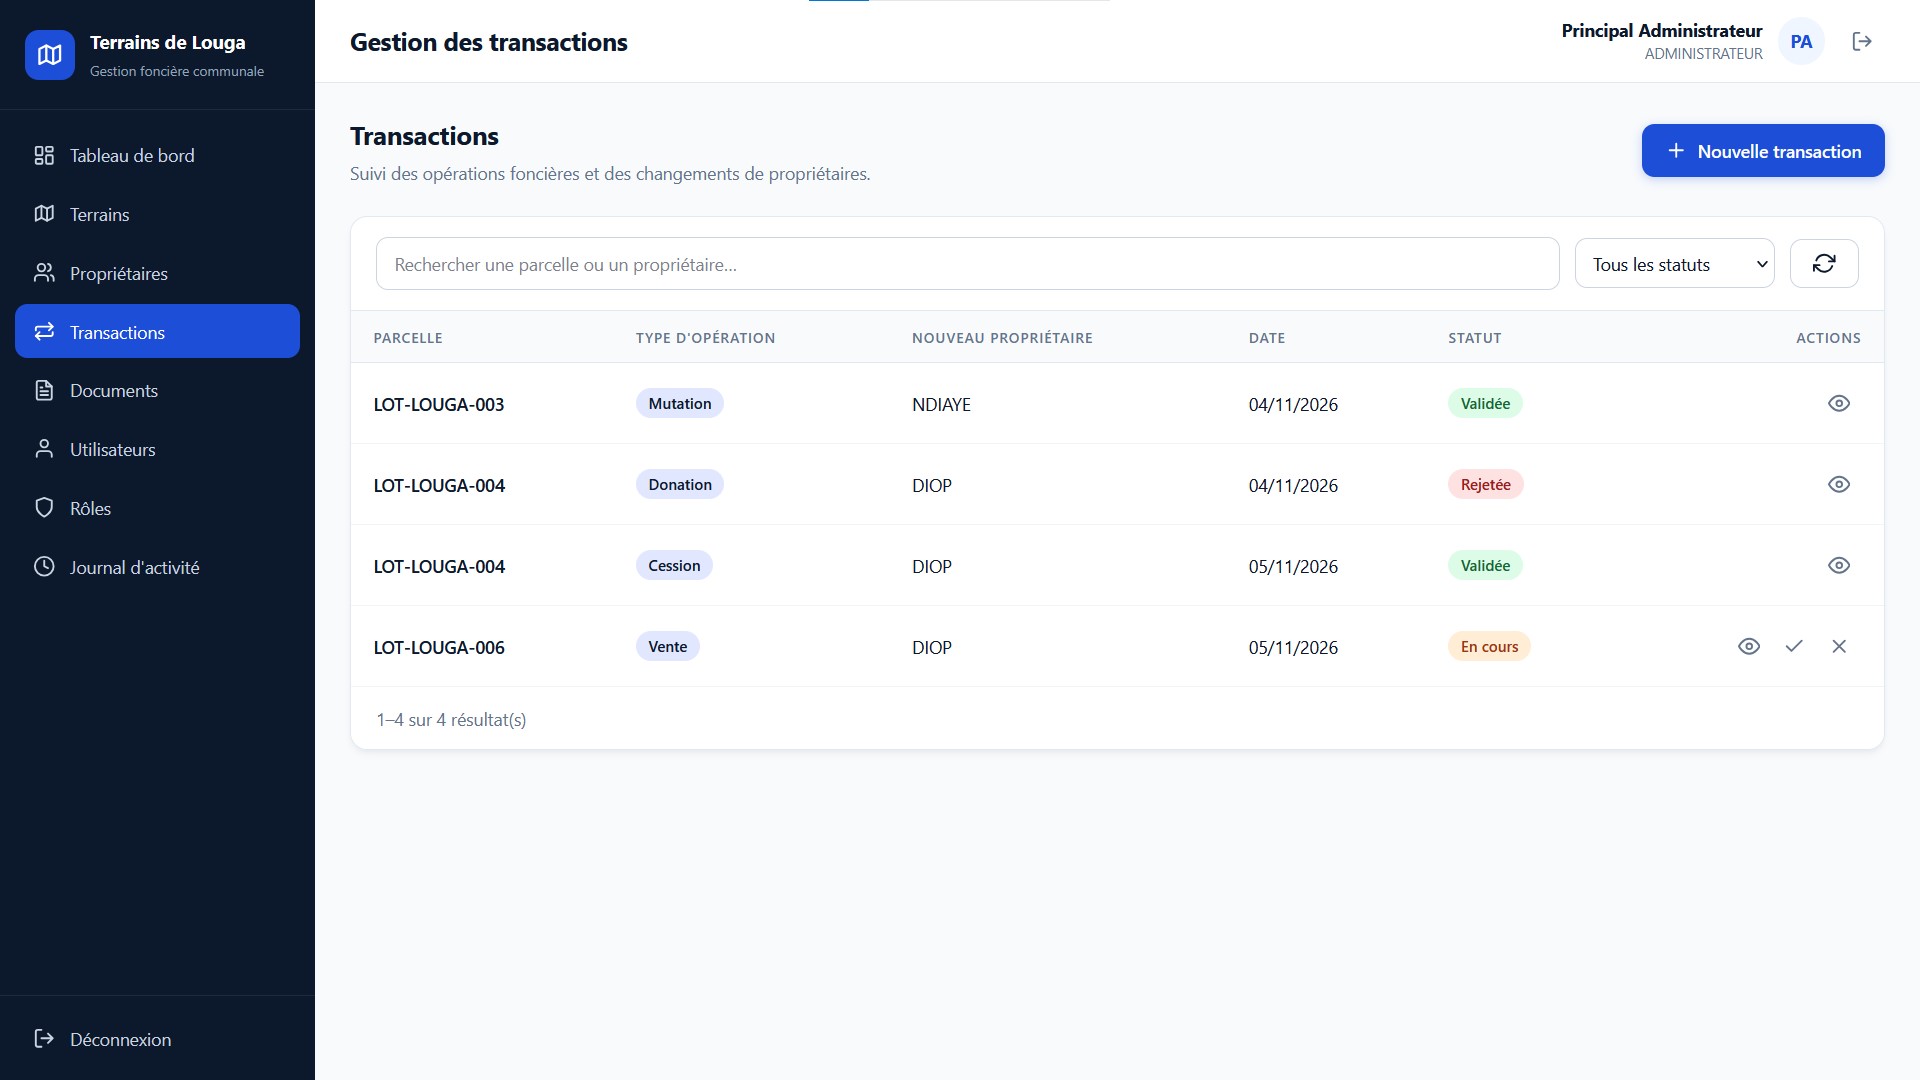 Terrains de Louga
Gestion foncière communale
Tableau de bord
Terrains
Propriétaires
Transactions
Documents
Utilisateurs
Rôles
Journal d'activité
Déconnexion
Gestion des transactions
Principal Administrateur
ADMINISTRATEUR
PA
Transactions
Suivi des opérations foncières et des changements de propriétaires.
Nouvelle transaction
Rechercher une parcelle ou un propriétaire...
Tous les statuts
PARCELLE TYPE D'OPÉRATION NOUVEAU PROPRIÉTAIRE DATE STATUT ACTIONS
LOT-LOUGA-003 Mutation NDIAYE 04/11/2026 Validée
LOT-LOUGA-004 Donation DIOP 04/11/2026 Rejetée
LOT-LOUGA-004 Cession DIOP 05/11/2026 Validée
LOT-LOUGA-006 Vente DIOP 05/11/2026 En cours
1–4 sur 4 résultat(s)